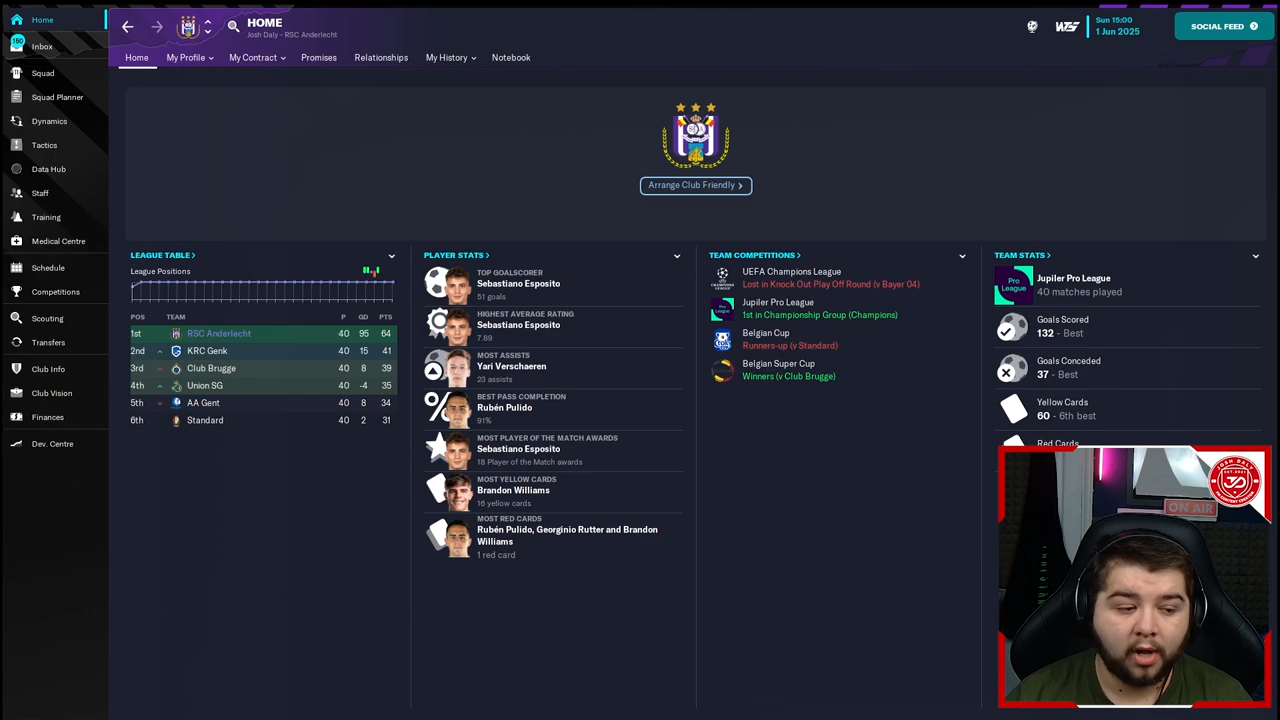 Home
150
Inbox
Squad
Squad Planner
Dynamics
Tactics
Data Hub
Staff
Training
Medical Centre
Schedule
Competitions
Scouting
Transfers
Club Info
Club Vision
Finances
Dev. Centre
HOME
Josh Daly - RSC Anderlecht
Sun 15:00
1 Jun 2025
SOCIAL FEED
Home
My Profile
My Contract
Promises
Relationships
My History
Notebook
Arrange Club Friendly >
LEAGUE TABLE >
League Positions
POS TEAM P GD PTS
1st RSC Anderlecht 40 95 64
2nd KRC Genk 40 15 41
3rd Club Brugge 40 8 39
4th Union SG 40 -4 35
5th AA Gent 40 8 34
6th Standard 40 2 31
PLAYER STATS >
TOP GOALSCORER
Sebastiano Esposito
51 goals
HIGHEST AVERAGE RATING
Sebastiano Esposito
7.89
MOST ASSISTS
Yari Verschaeren
23 assists
BEST PASS COMPLETION
Rubén Pulido
91%
MOST PLAYER OF THE MATCH AWARDS
Sebastiano Esposito
18 Player of the Match awards
MOST YELLOW CARDS
Brandon Williams
16 yellow cards
MOST RED CARDS
Rubén Pulido, Georginio Rutter and Brandon
Williams
1 red card
TEAM COMPETITIONS >
UEFA Champions League
Lost in Knock Out Play Off Round (v Bayer 04)
Jupiler Pro League
1st in Championship Group (Champions)
Belgian Cup
Runners-up (v Standard)
Belgian Super Cup
Winners (v Club Brugge)
TEAM STATS >
Pro
League
Jupiler Pro League
40 matches played
Goals Scored
132 - Best
Goals Conceded
37 - Best
Yellow Cards
60 - 6th best
Red Cards
JOSH DALY
JD
ON AIR